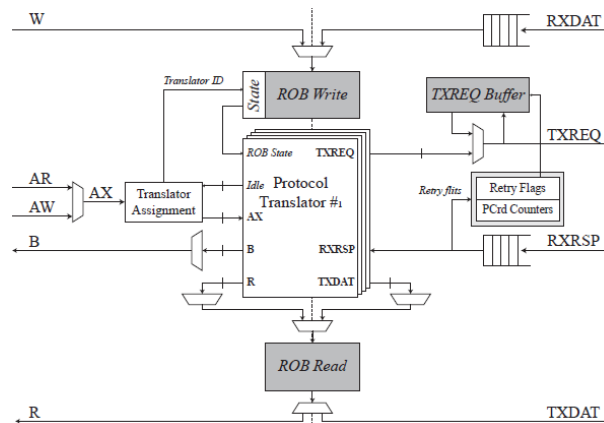 W
RXDAT
Translator ID
State
ROB Write
TXREQ Buffer
ROB State
TXREQ
TXREQ
AR
AX
Idle
Protocol
Translator #1
Retry flits
Retry Flags
PCrd Counters
AW
Translator
Assignment
AX
B
B
RXRSP
RXRSP
R
TXDAT
ROB Read
R
TXDAT